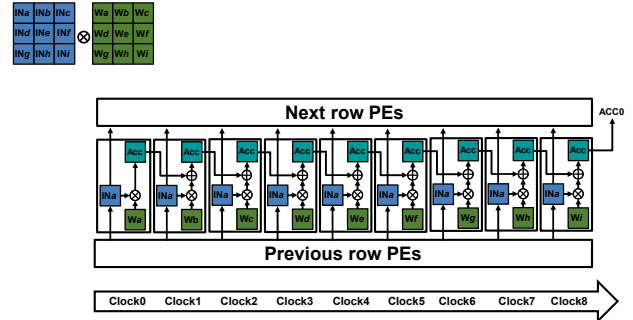 INa INb INc Wa Wb Wc
INd INe INf Wd We Wf
INg INh INi Wg Wh Wi
Next row PEs
ACC0
Acc Acc Acc Acc Acc Acc Acc Acc Acc
INa INa INa INa INa INa INa INa INa
Wa Wb Wc Wd We Wf Wg Wh Wi
Previous row PEs
Clock0 Clock1 Clock2 Clock3 Clock4 Clock5 Clock6 Clock7 Clock8